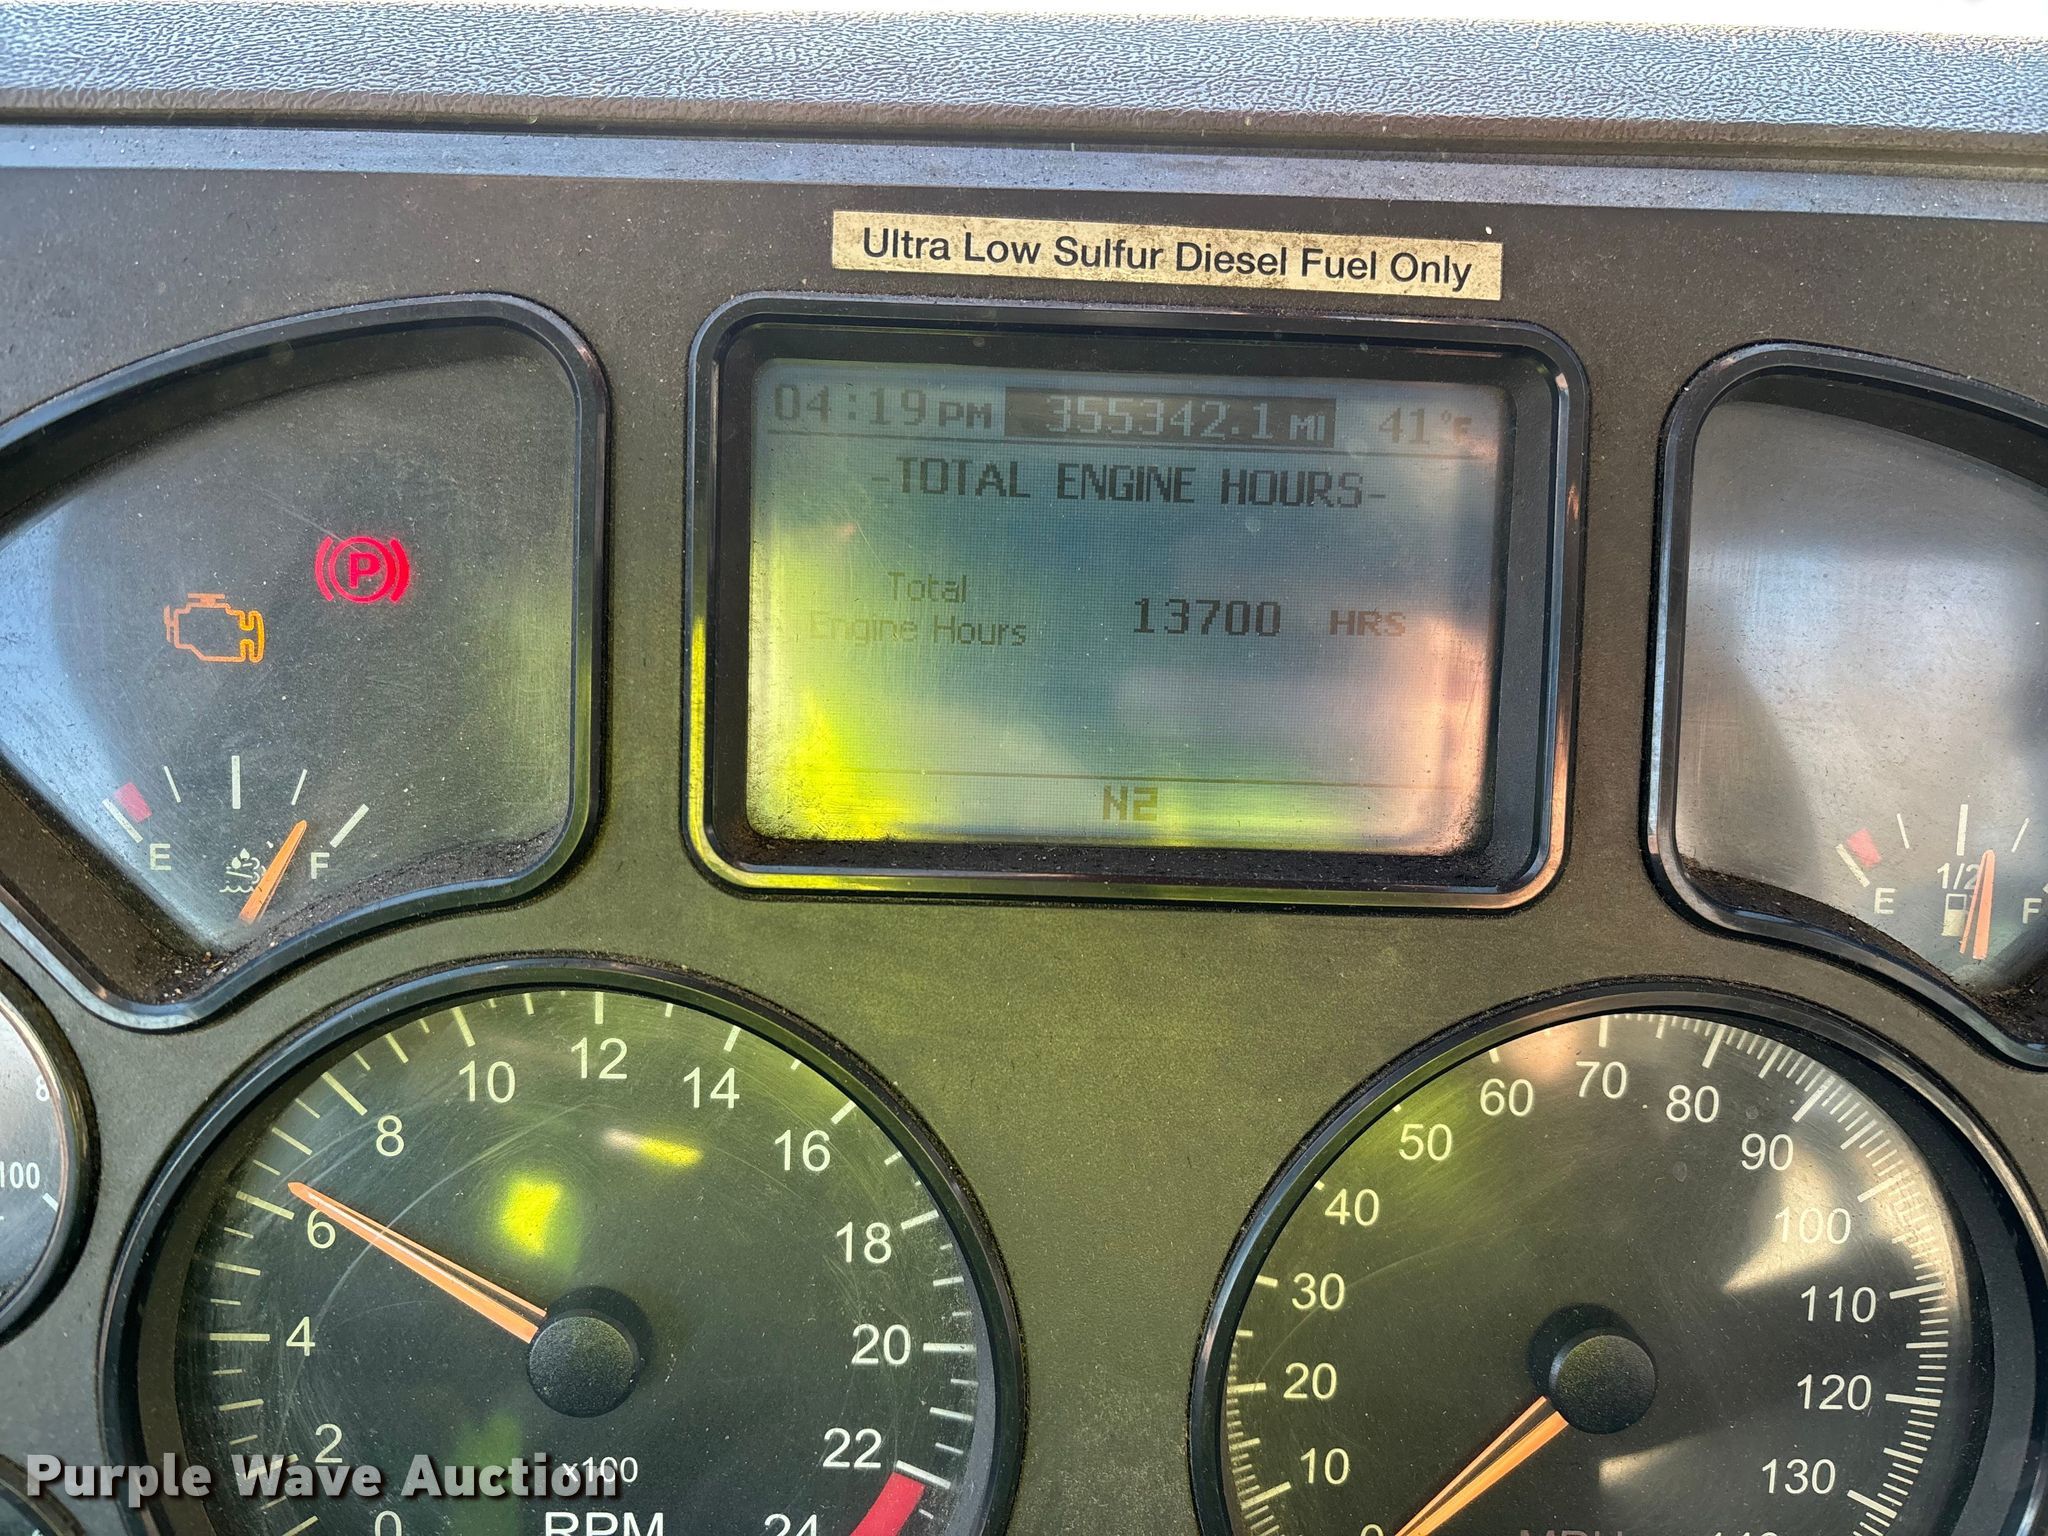 Ultra Low Sulfur Diesel Fuel Only
04:19 PM 355342.1 MI 41°F
-TOTAL ENGINE HOURS-
Total
Engine Hours
13700 HRS
N2
E F
E 1/2 F
100
0 2 4 6 8 10 12 14 16 18 20 22 24
x100
RPM
0 10 20 30 40 50 60 70 80 90 100 110 120 130
Purple Wave Auction